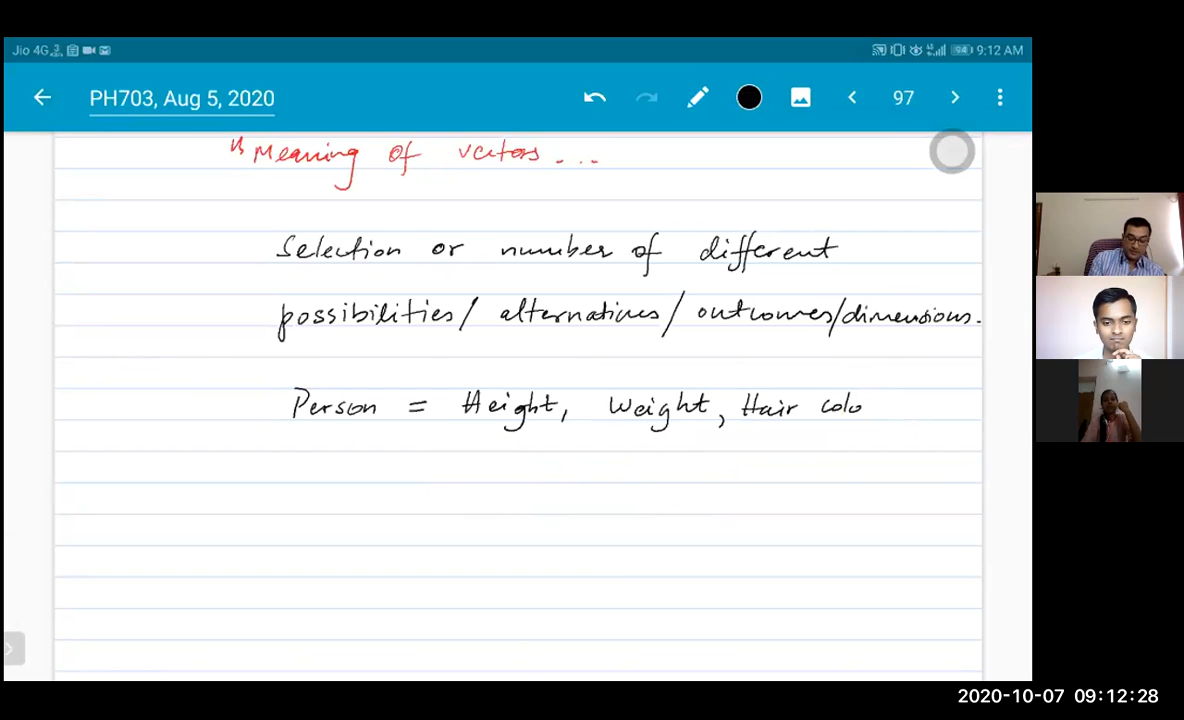 Jio 4G 9:12 AM
PH703, Aug 5, 2020 97
Meaning of vectors ...
Selection or number of different
possibilities/ alternatives/ outcomes/dimensions.
Person = Height, Weight, Hair colo
2020-10-07 09:12:28